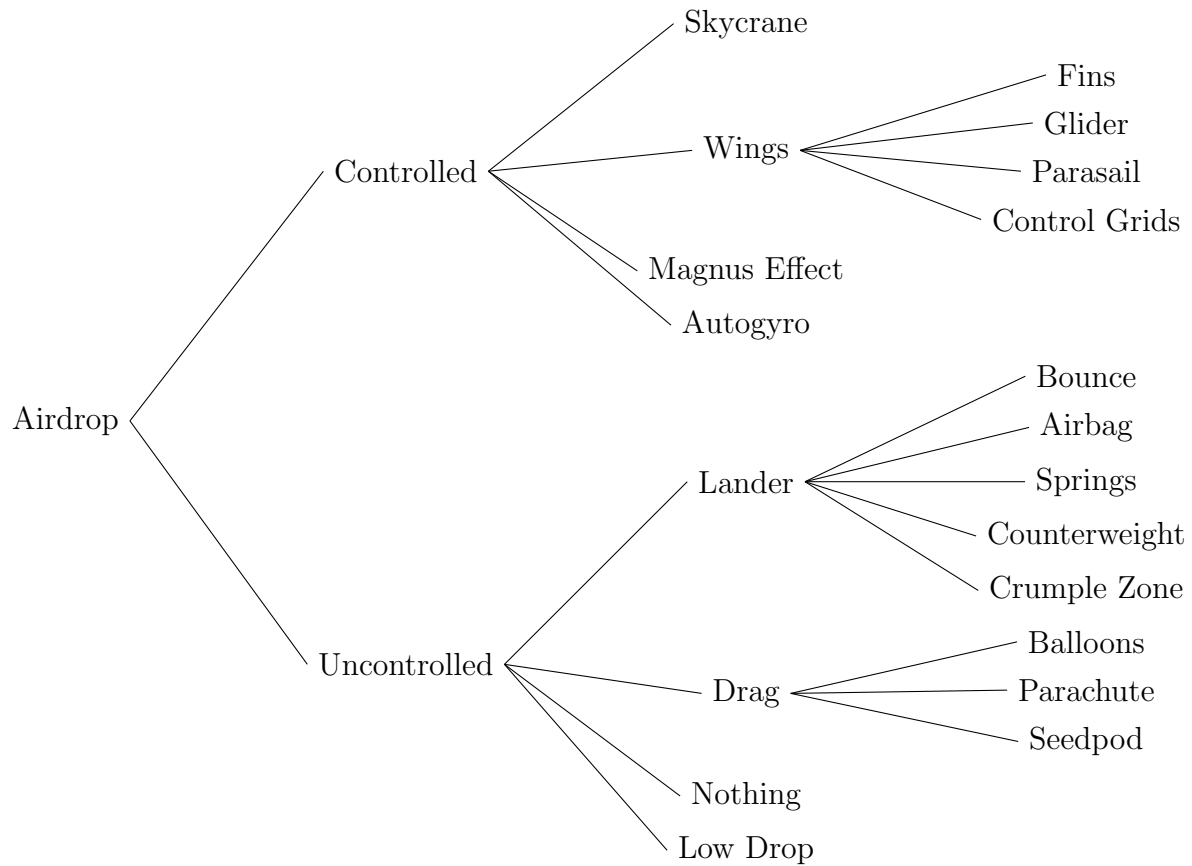 Skycrane
Fins
Glider
Wings
Controlled
Parasail
Control Grids
Magnus Effect
Autogyro
Bounce
Airdrop
Airbag
Lander
Springs
Counterweight
Crumple Zone
Balloons
Uncontrolled
Drag
Parachute
Seedpod
Nothing
Low Drop